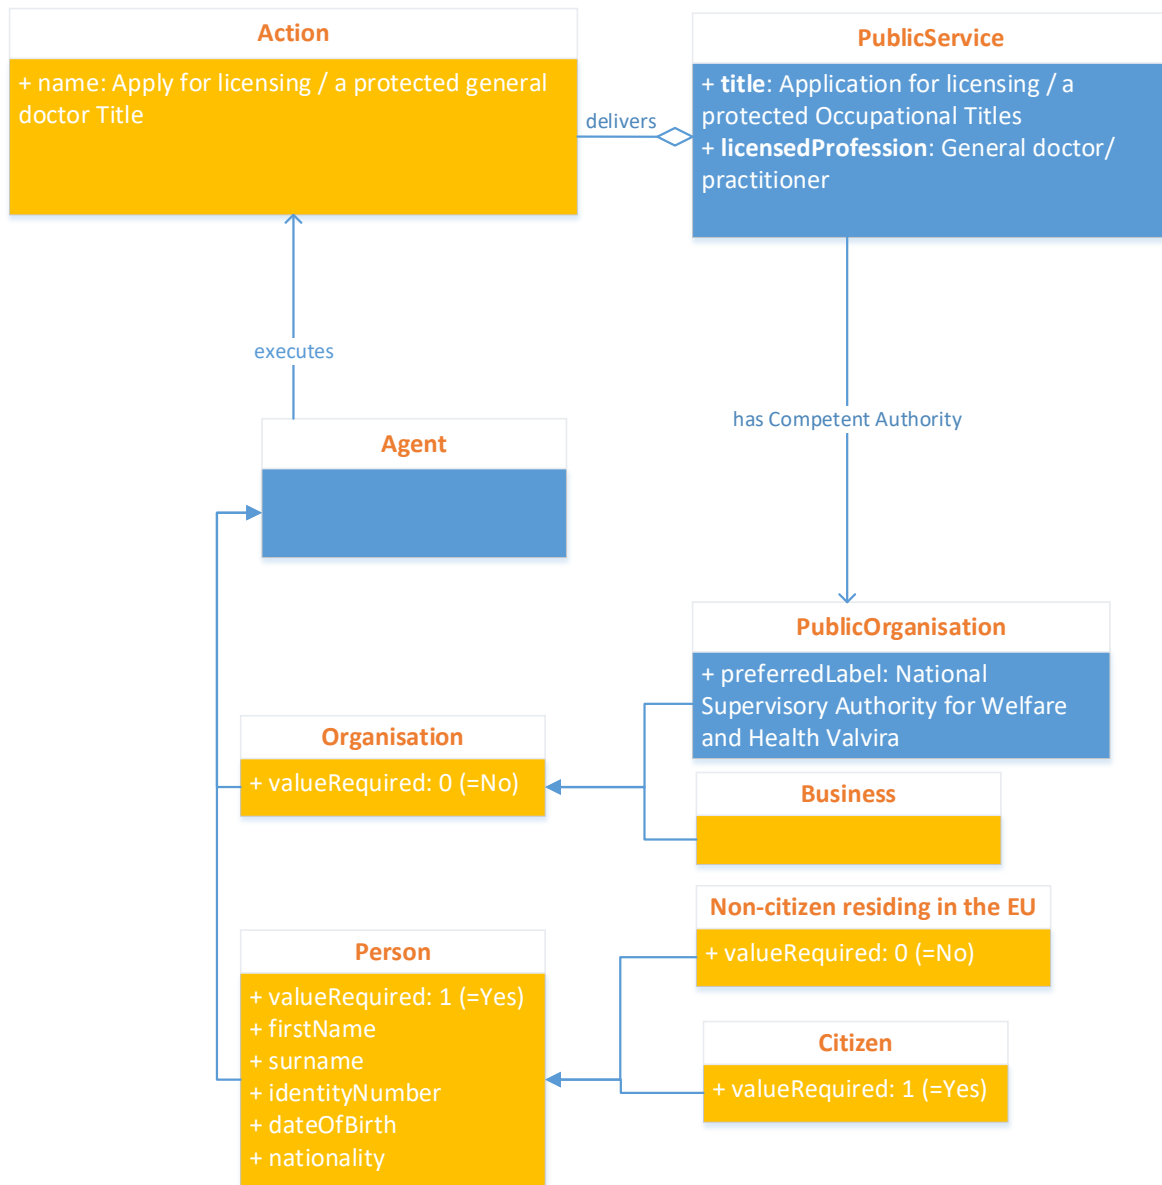 Action
+ name: Apply for licensing / a protected general
doctor Title
delivers
PublicService
+ title: Application for licensing / a
protected Occupational Titles
+ licensedProfession: General doctor/
practitioner
executes
has Competent Authority
Agent
PublicOrganisation
+ preferredLabel: National
Supervisory Authority for Welfare
and Health Valvira
Organisation
+ valueRequired: 0 (=No)
Business
Non-citizen residing in the EU
+ valueRequired: 0 (=No)
Person
+ valueRequired: 1 (=Yes)
+ firstName
+ surname
+ identityNumber
+ dateOfBirth
+ nationality
Citizen
+ valueRequired: 1 (=Yes)